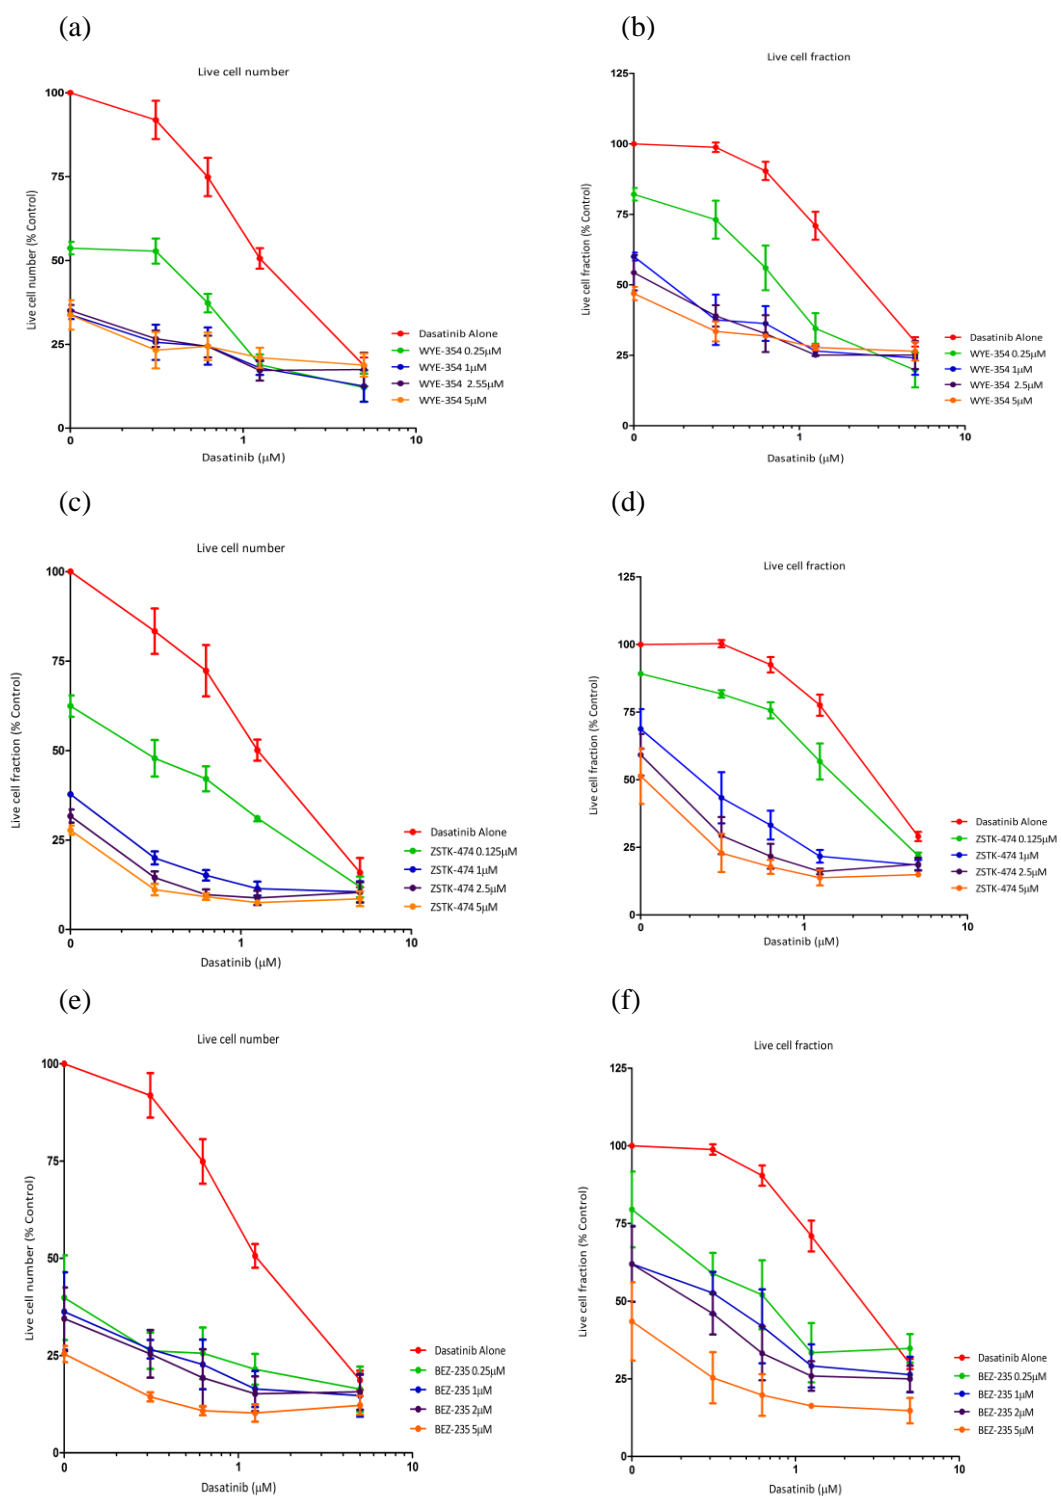 (a)
Live cell number
Live cell number (% Control)
100
75
50
25
0
0
1
10
Dasatinib (µM)
Dasatinib Alone
WYE-354 0.25µM
WYE-354 1µM
WYE-354 2.55µM
WYE-354 5µM
(b)
Live cell fraction
Live cell fraction (% Control)
125
100
75
50
25
0
0
1
10
Dasatinib (µM)
Dasatinib Alone
WYE-354 0.25µM
WYE-354 1µM
WYE-354 2.5µM
WYE-354 5µM
(c)
Live cell number
Live cell fraction (% Control)
100
75
50
25
0
0
1
10
Dasatinib (µM)
Dasatinib Alone
ZSTK-474 0.125µM
ZSTK-474 1µM
ZSTK-474 2.5µM
ZSTK-474 5µM
(d)
Live cell fraction
Live cell fraction (% Control)
125
100
75
50
25
0
0
1
10
Dasatinib (µM)
Dasatinib Alone
ZSTK-474 0.125µM
ZSTK-474 1µM
ZSTK-474 2.5µM
ZSTK-474 5µM
(e)
Live cell number
Live cell number (% Control)
100
75
50
25
0
0
1
10
Dasatinib (µM)
Dasatinib Alone
BEZ-235 0.25µM
BEZ-235 1µM
BEZ-235 2µM
BEZ-235 5µM
(f)
Live cell fraction
Live cell fraction (% Control)
125
100
75
50
25
0
0
1
10
Dasatinib (µM)
Dasatinib Alone
BEZ-235 0.25µM
BEZ-235 1µM
BEZ-235 2µM
BEZ-235 5µM